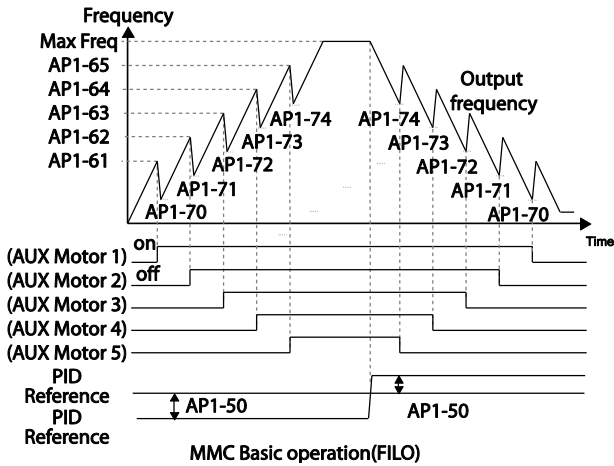 Frequency
Max Freq
AP1-65
AP1-64
AP1-63
AP1-62
AP1-61
Output
frequency
AP1-74
AP1-73
AP1-72
AP1-71
AP1-70
AP1-74
AP1-73
AP1-72
AP1-71
AP1-70
Time
on
(AUX Motor 1)
off
(AUX Motor 2)
(AUX Motor 3)
(AUX Motor 4)
(AUX Motor 5)
PID
Reference
AP1-50
AP1-50
PID
Reference
MMC Basic operation(FILO)